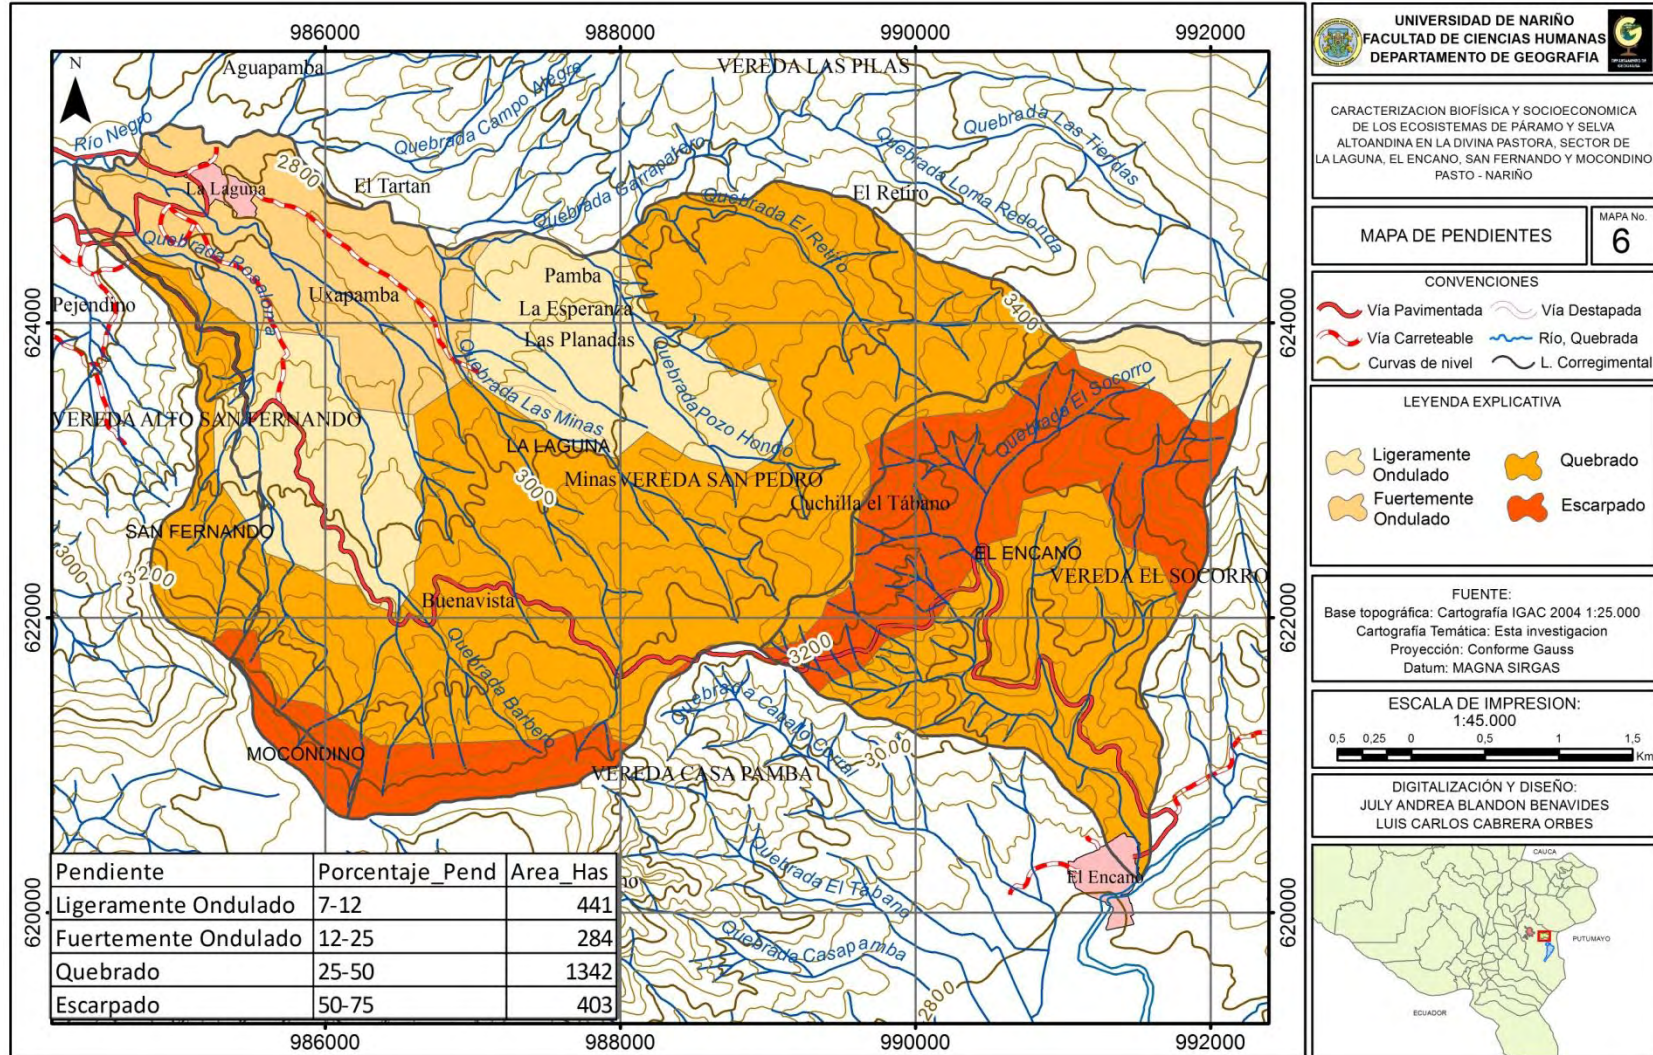 986000 988000 990000 992000
624000
622000
620000
624000
622000
620000
986000 988000 990000 992000
N
Aguapamba
VEREDA LAS PILAS
Río Negro
Quebrada Campo Alegre
Quebrada Las Tiendas
2800
La Laguna
El Tartan
Quebrada Garrapatero
Quebrada Loma Redonda
El Retiro
Quebrada El Retiro
Quebrada Rosaloma
Pejendino
Uxapamba
Pamba
La Esperanza
Las Planadas
3400
Quebrada Las Minas
Quebrada Pozo Hondo
Quebrada El Socorro
VEREDA ALTO SAN FERNANDO
LA LAGUNA
3000
Minas
VEREDA SAN PEDRO
Cuchilla el Tábano
SAN FERNANDO
3000
3200
EL ENCANO
VEREDA EL SOCORRO
Buenavista
Quebrada Barbero
3200
Quebrada Caballo Corral
MOCONDINO
3000
VEREDA CASA PAMBA
Quebrada El Tábano
El Encano
Quebrada Casapamba
2800
no
Pendiente Porcentaje_Pend Area_Has
Ligeramente Ondulado 7-12 441
Fuertemente Ondulado 12-25 284
Quebrado 25-50 1342
Escarpado 50-75 403
UNIVERSIDAD DE NARIÑO
FACULTAD DE CIENCIAS HUMANAS
DEPARTAMENTO DE GEOGRAFIA
CARACTERIZACION BIOFÍSICA Y SOCIOECONOMICA
DE LOS ECOSISTEMAS DE PÁRAMO Y SELVA
ALTOANDINA EN LA DIVINA PASTORA, SECTOR DE
LA LAGUNA, EL ENCANO, SAN FERNANDO Y MOCONDINO
PASTO - NARIÑO
MAPA DE PENDIENTES
MAPA No.
6
CONVENCIONES
Vía Pavimentada Vía Destapada
Vía Carreteable Río, Quebrada
Curvas de nivel L. Corregimental
LEYENDA EXPLICATIVA
Ligeramente
Ondulado
Quebrado
Fuertemente
Ondulado
Escarpado
FUENTE:
Base topográfica: Cartografía IGAC 2004 1:25.000
Cartografía Temática: Esta investigacion
Proyección: Conforme Gauss
Datum: MAGNA SIRGAS
ESCALA DE IMPRESION:
1:45.000
0,5 0,25 0 0,5 1 1,5
Km
DIGITALIZACIÓN Y DISEÑO:
JULY ANDREA BLANDON BENAVIDES
LUIS CARLOS CABRERA ORBES
CAUCA
PUTUMAYO
ECUADOR